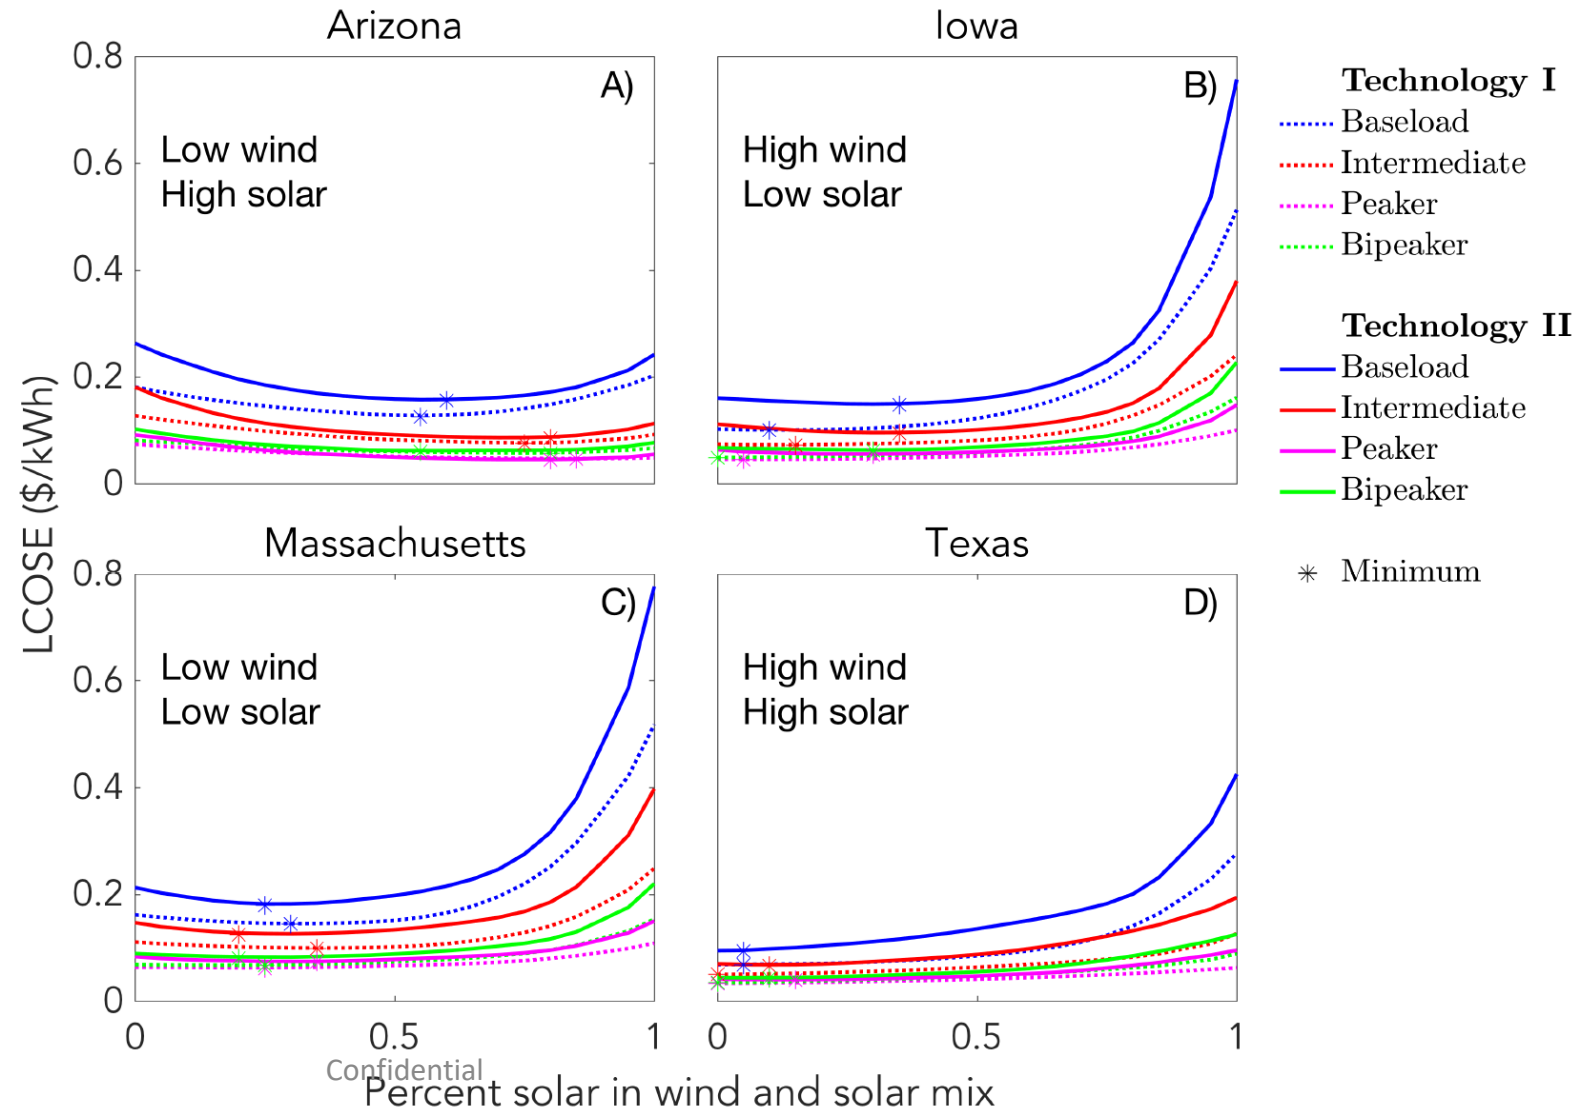 Arizona
Iowa
0.8
0.6
0.4
0.2
0
A)
Low wind
High solar
B)
High wind
Low solar
Technology I
Baseload
Intermediate
Peaker
Bipeaker
Technology II
Baseload
Intermediate
Peaker
Bipeaker
Minimum
LCOSE ($/kWh)
Massachusetts
Texas
0.8
0.6
0.4
0.2
0
C)
Low wind
Low solar
D)
High wind
High solar
0 0.5 1
0 0.5 1
Confidential
Percent solar in wind and solar mix